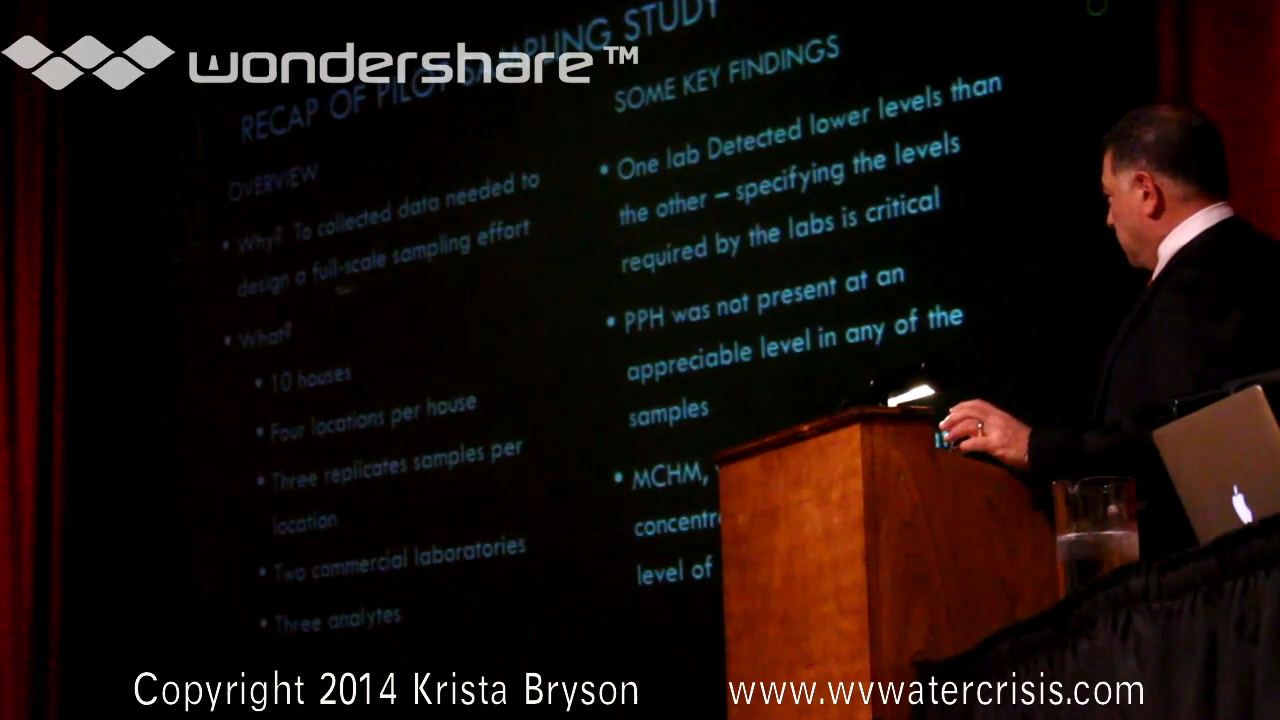 wondershare™
RECAP OF PILOT SAMPLING STUDY
OVERVIEW
• Why? To collected data needed to
design a full-scale sampling effort
• What?
• 10 houses
• Four locations per house
• Three replicates samples per
location
• Two commercial laboratories
• Three analytes
SOME KEY FINDINGS
• One lab Detected lower levels than
the other – specifying the levels
required by the labs is critical
• PPH was not present at an
appreciable level in any of the
samples
• MCHM,
concentr
level of
Copyright 2014 Krista Bryson
www.wvwatercrisis.com